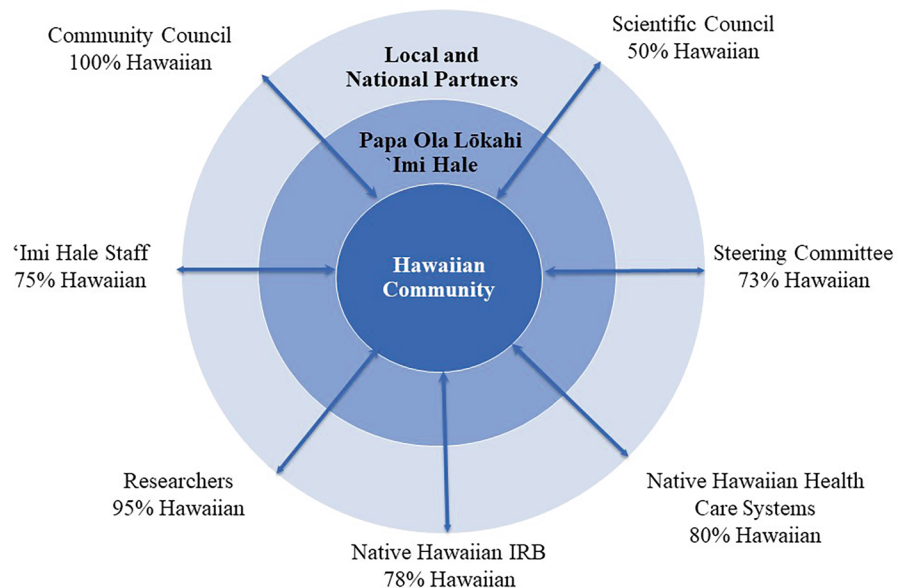 Community Council
100% Hawaiian
Scientific Council
50% Hawaiian
Local and
National Partners
Papa Ola Lōkahi
`Imi Hale
Hawaiian
Community
‘Imi Hale Staff
75% Hawaiian
Steering Committee
73% Hawaiian
Researchers
95% Hawaiian
Native Hawaiian IRB
78% Hawaiian
Native Hawaiian Health
Care Systems
80% Hawaiian